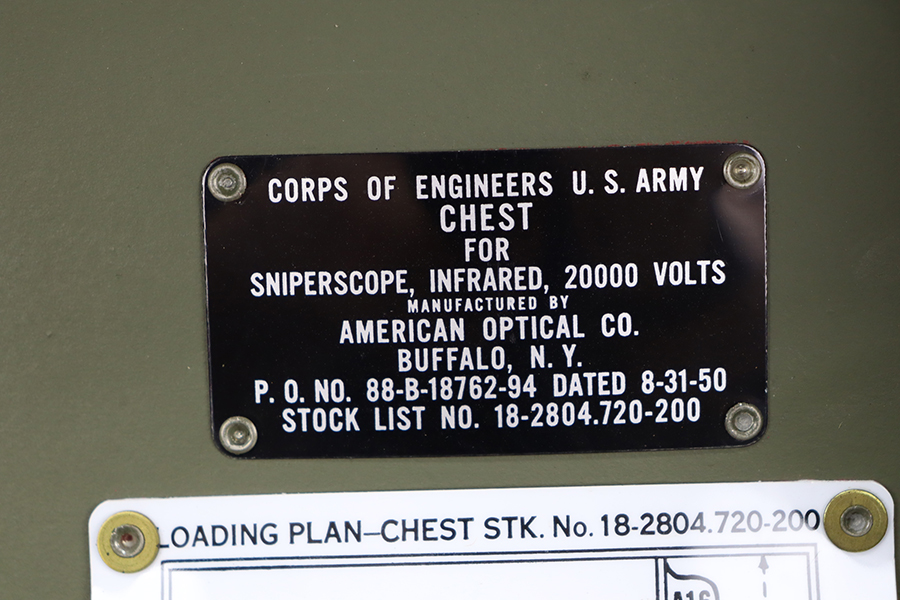 CORPS OF ENGINEERS U. S. ARMY
CHEST
FOR
SNIPERSCOPE, INFRARED, 20000 VOLTS
MANUFACTURED BY
AMERICAN OPTICAL CO.
BUFFALO, N. Y.
P. O. NO. 88-B-18762-94 DATED 8-31-50
STOCK LIST NO. 18-2804.720-200
LOADING PLAN–CHEST STK. No. 18-2804.720-200
A16